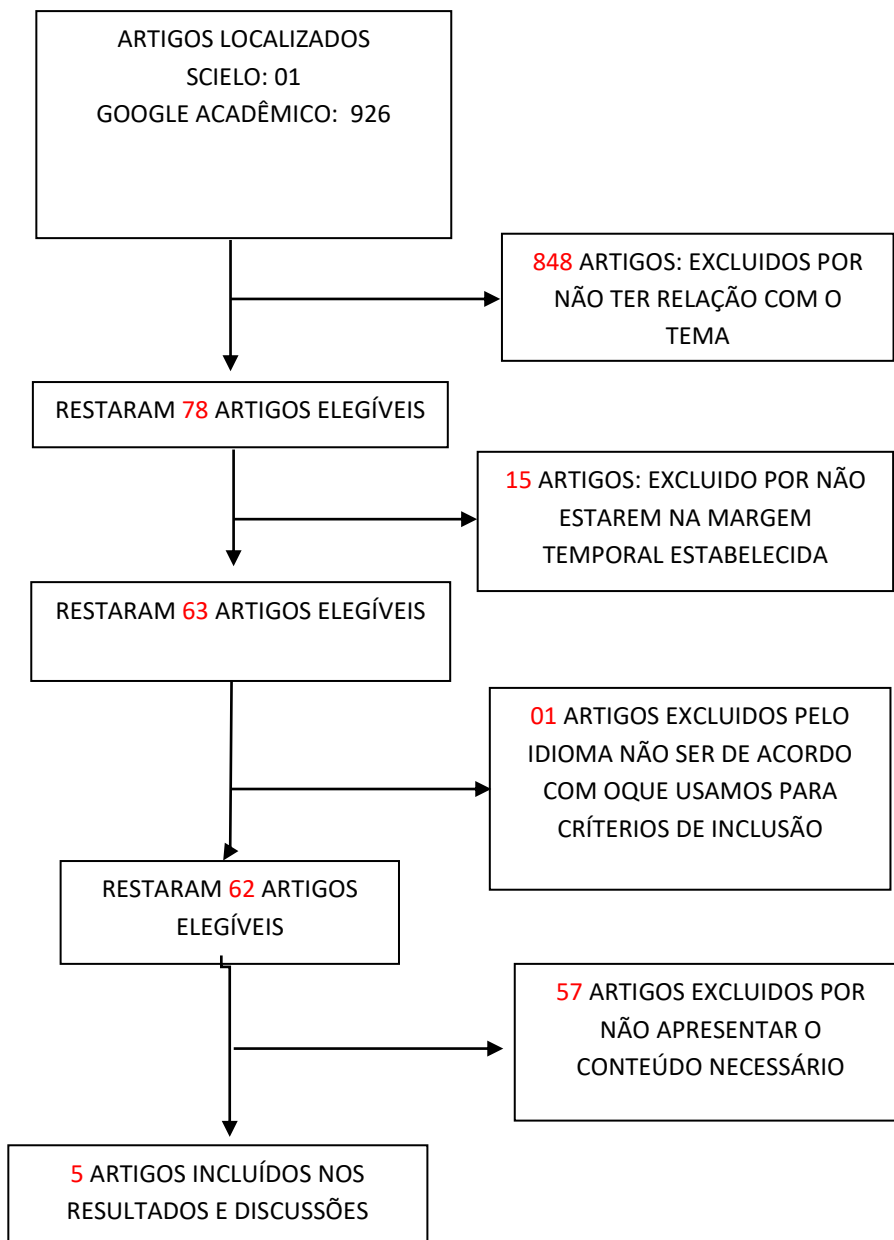 ARTIGOS LOCALIZADOS
SCIELO: 01
GOOGLE ACADÊMICO: 926
848 ARTIGOS: EXCLUIDOS POR
NÃO TER RELAÇÃO COM O
TEMA
RESTARAM 78 ARTIGOS ELEGÍVEIS
15 ARTIGOS: EXCLUIDO POR NÃO
ESTAREM NA MARGEM
TEMPORAL ESTABELECIDA
RESTARAM 63 ARTIGOS ELEGÍVEIS
01 ARTIGOS EXCLUIDOS PELO
IDIOMA NÃO SER DE ACORDO
COM OQUE USAMOS PARA
CRÍTERIOS DE INCLUSÃO
RESTARAM 62 ARTIGOS
ELEGÍVEIS
57 ARTIGOS EXCLUIDOS POR
NÃO APRESENTAR O
CONTEÚDO NECESSÁRIO
5 ARTIGOS INCLUÍDOS NOS
RESULTADOS E DISCUSSÕES